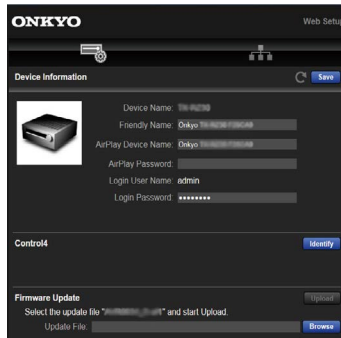 ONKYO
Web Setu
Device Information
Save
Device Name:
Friendly Name: Onkyo
AirPlay Device Name: Onkyo
AirPlay Password:
Login User Name: admin
Login Password: ••••••••
Control4
Identify
Firmware Update
Upload
Select the update file "" and start Upload.
Update File:
Browse